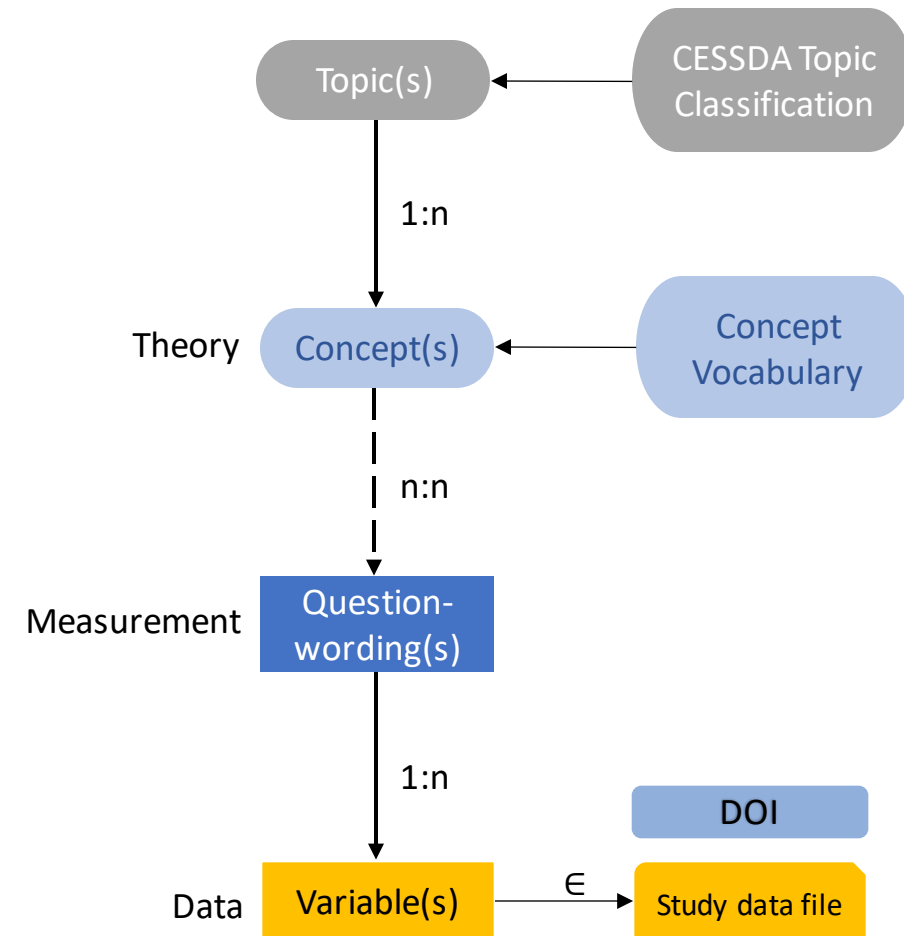 Topic(s)
CESSDA Topic
Classification
1:n
Theory
Concept(s)
Concept
Vocabulary
n:n
Measurement
Question-
wording(s)
1:n
DOI
Data
Variable(s)
∈
Study data file